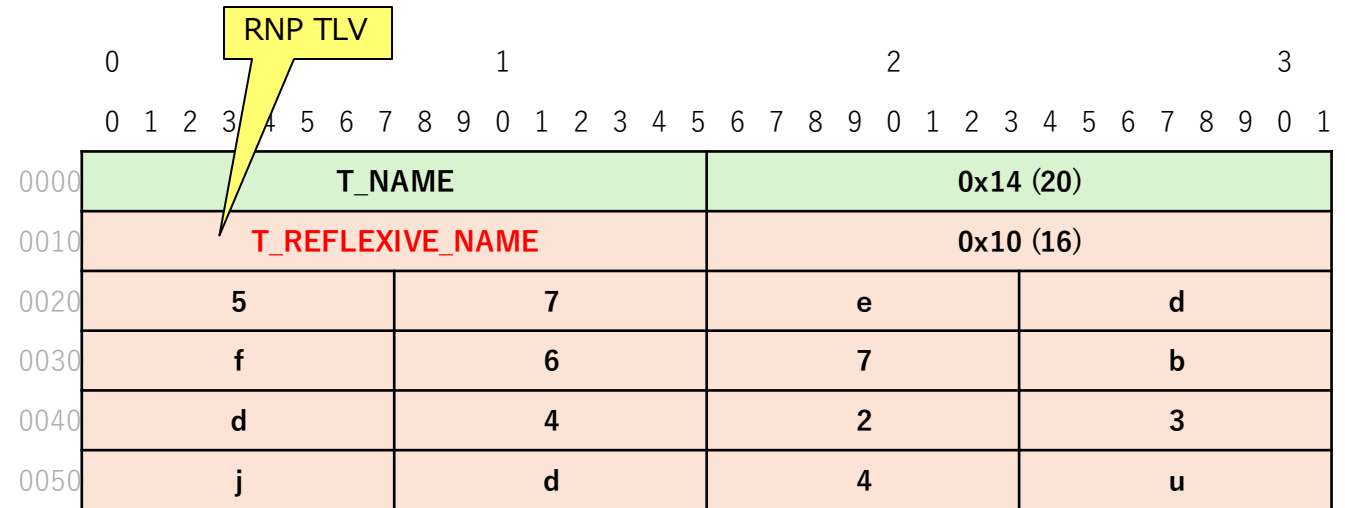 RNP TLV
0 1 2 3
0 1 2 3 4 5 6 7 8 9 0 1 2 3 4 5 6 7 8 9 0 1 2 3 4 5 6 7 8 9 0 1
0000 T_NAME 0x14 (20)
0010 T_REFLEXIVE_NAME 0x10 (16)
0020 5 7 e d
0030 f 6 7 b
0040 d 4 2 3
0050 j d 4 u